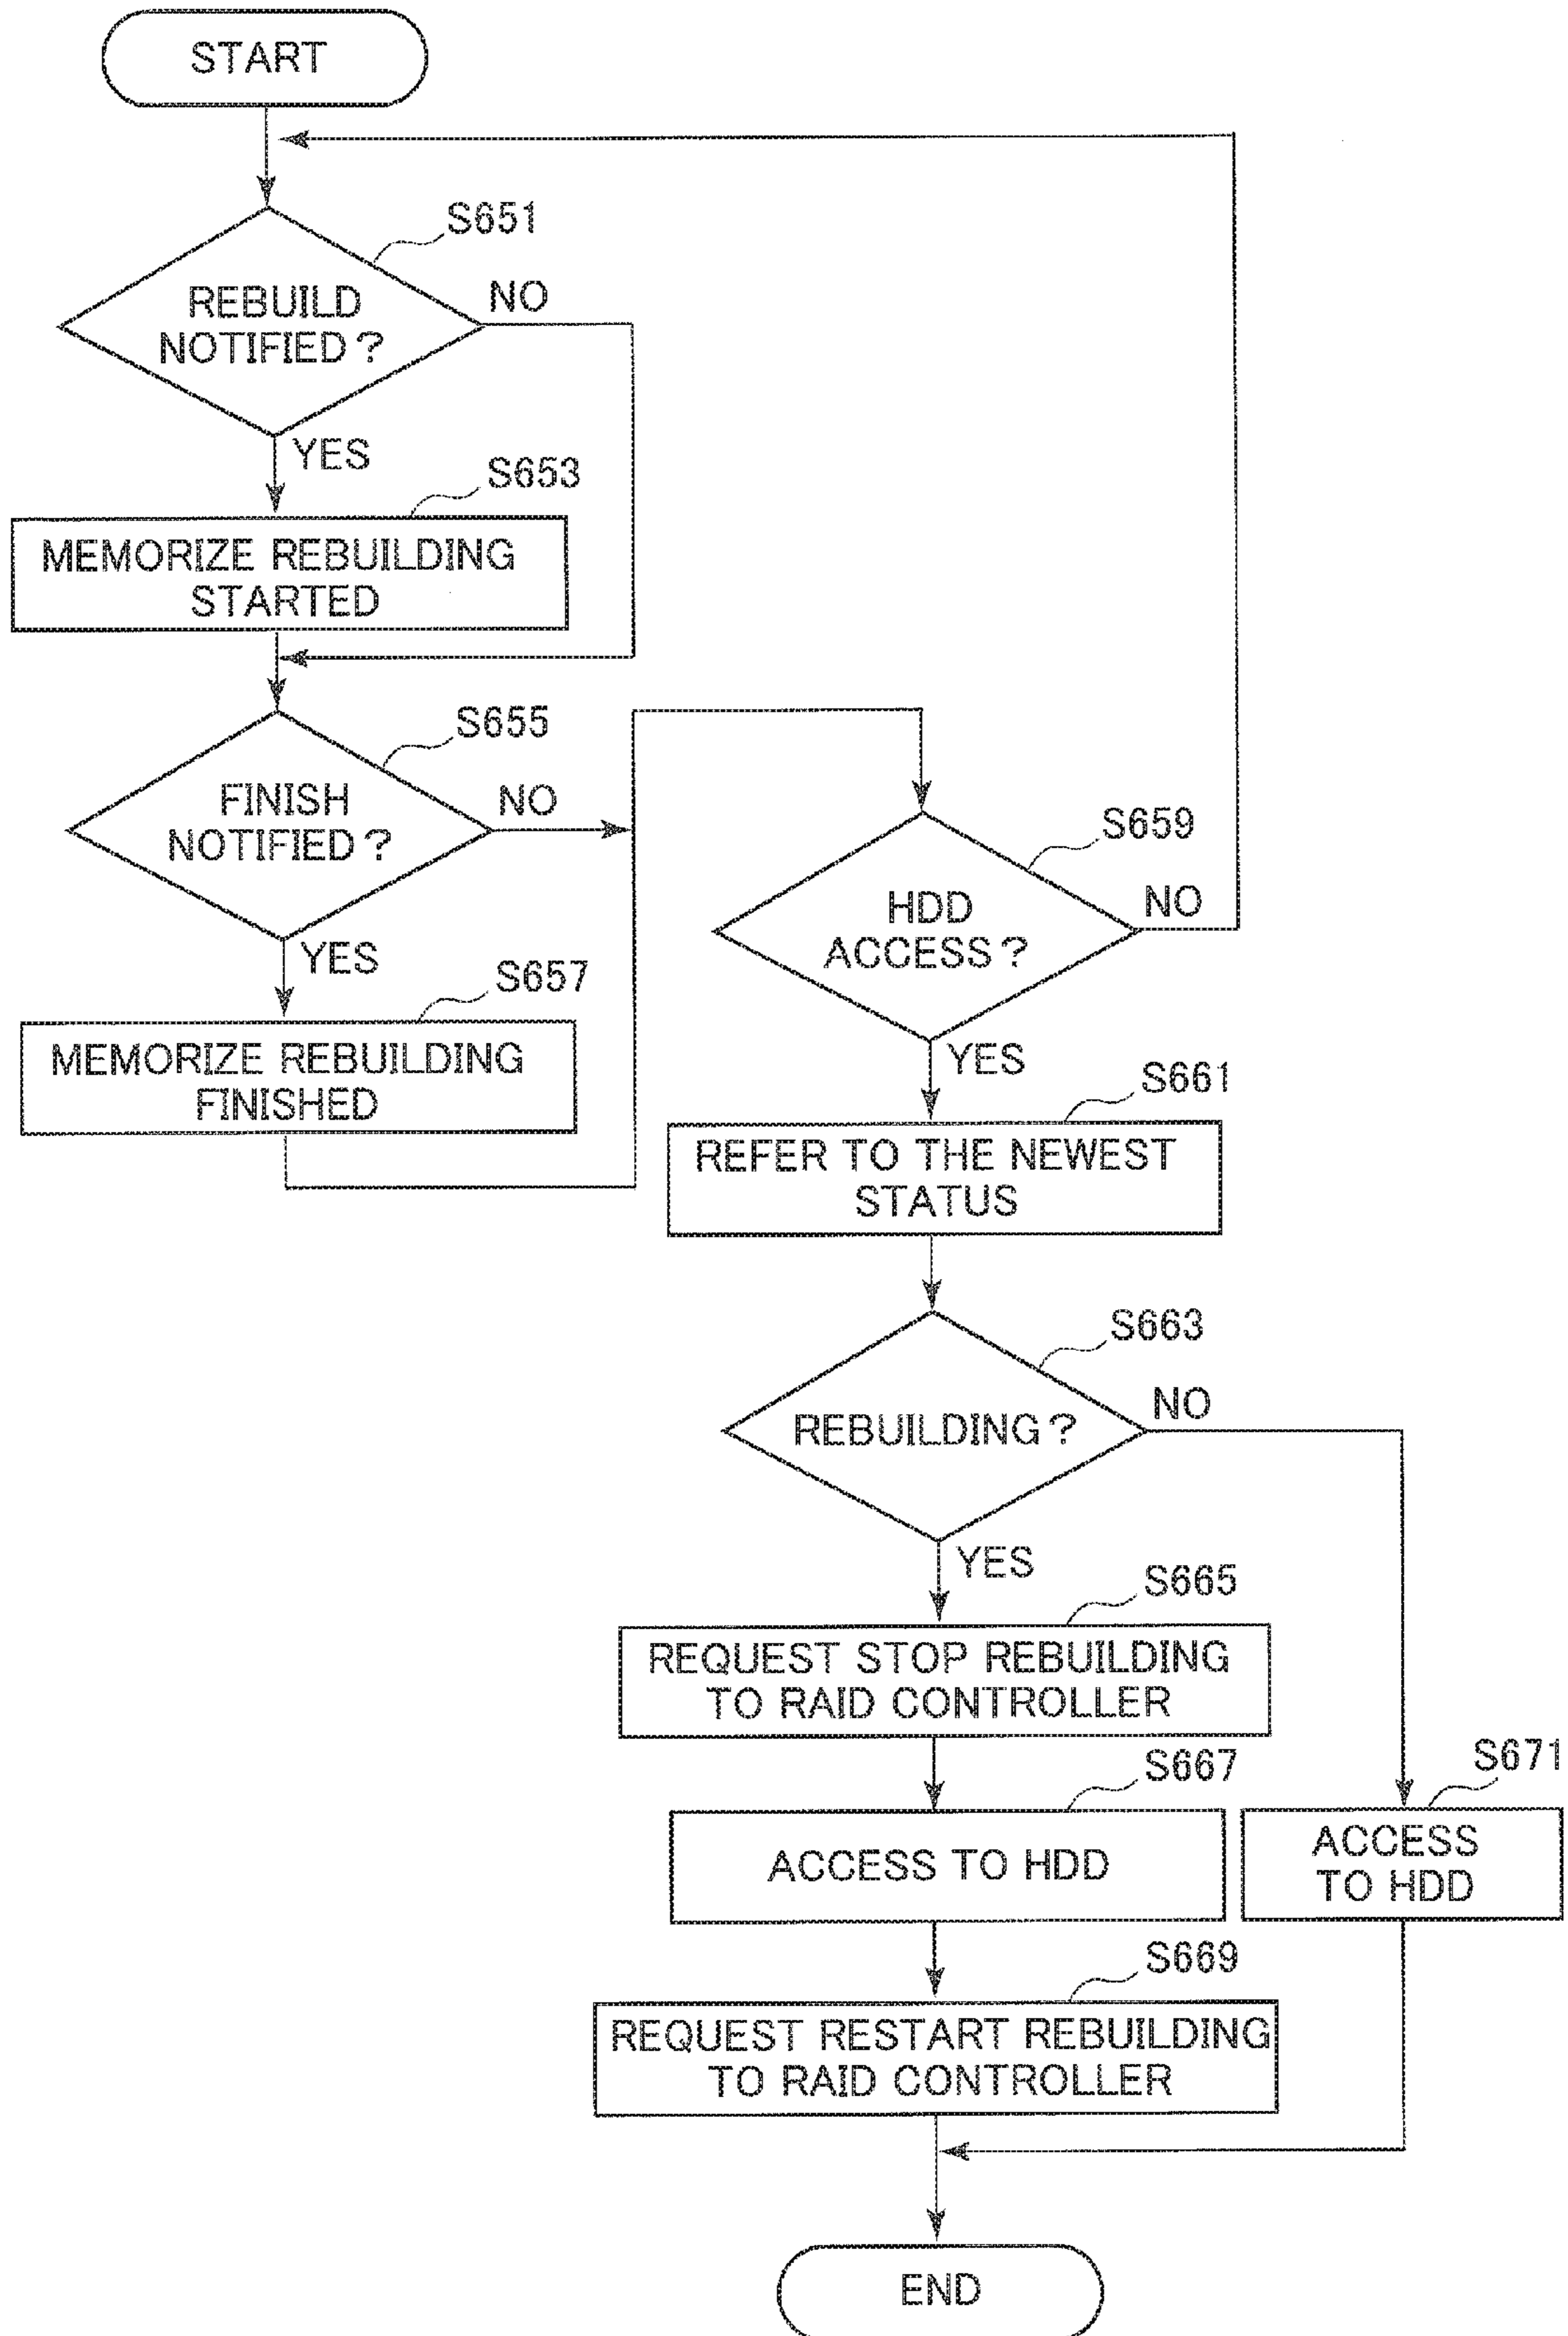 START
S651
REBUILD
NOTIFIED?
NO
YES
S653
MEMORIZE REBUILDING
STARTED
S655
FINISH
NOTIFIED?
NO
YES
S657
MEMORIZE REBUILDING
FINISHED
S659
HDD
ACCESS?
NO
YES
S661
REFER TO THE NEWEST
STATUS
S663
REBUILDING?
NO
YES
S665
REQUEST STOP REBUILDING
TO RAID CONTROLLER
S667
ACCESS TO HDD
S671
ACCESS
TO HDD
S669
REQUEST RESTART REBUILDING
TO RAID CONTROLLER
END